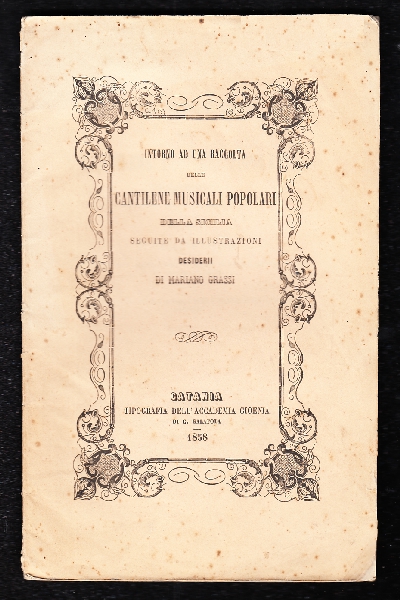 INTORNO AD UNA RACCOLTA
DELLE
CANTILENE MUSICALI POPOLARI
DELLA SICILIA
SEGUITE DA ILLUSTRAZIONI
DESIDERII
DI MARIANO GRASSI
CATANIA
TIPOGRAFIA DELL'ACCADEMIA GIOENIA
DI C. GALATOLA
1858